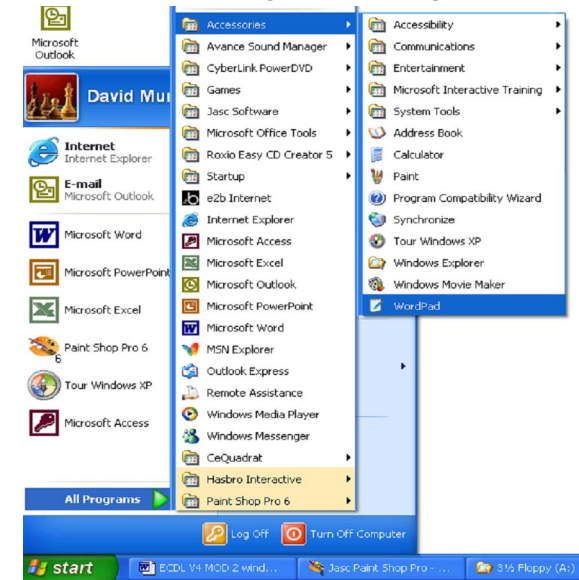 Microsoft
Outlook
David Mur
Internet
Internet Explorer
E-mail
Microsoft Outlook
Microsoft Word
Microsoft PowerPoint
Microsoft Excel
Paint Shop Pro 6
6
Tour Windows XP
Microsoft Access
All Programs
Accessories
Avance Sound Manager
CyberLink PowerDVD
Games
Jasc Software
Microsoft Office Tools
Roxio Easy CD Creator 5
Startup
e2b Internet
Internet Explorer
Microsoft Access
Microsoft Excel
Microsoft Outlook
Microsoft PowerPoint
Microsoft Word
MSN Explorer
Outlook Express
Remote Assistance
Windows Media Player
Windows Messenger
CeQuadrat
Hasbro Interactive
Paint Shop Pro 6
Accessibility
Communications
Entertainment
Microsoft Interactive Training
System Tools
Address Book
Calculator
Paint
Program Compatibility Wizard
Synchronize
Tour Windows XP
Windows Explorer
Windows Movie Maker
WordPad
Log Off
Turn Off Computer
start
ECDL V4 MOD 2 wind...
Jasc Paint Shop Pro - ...
3½ Floppy (A:)